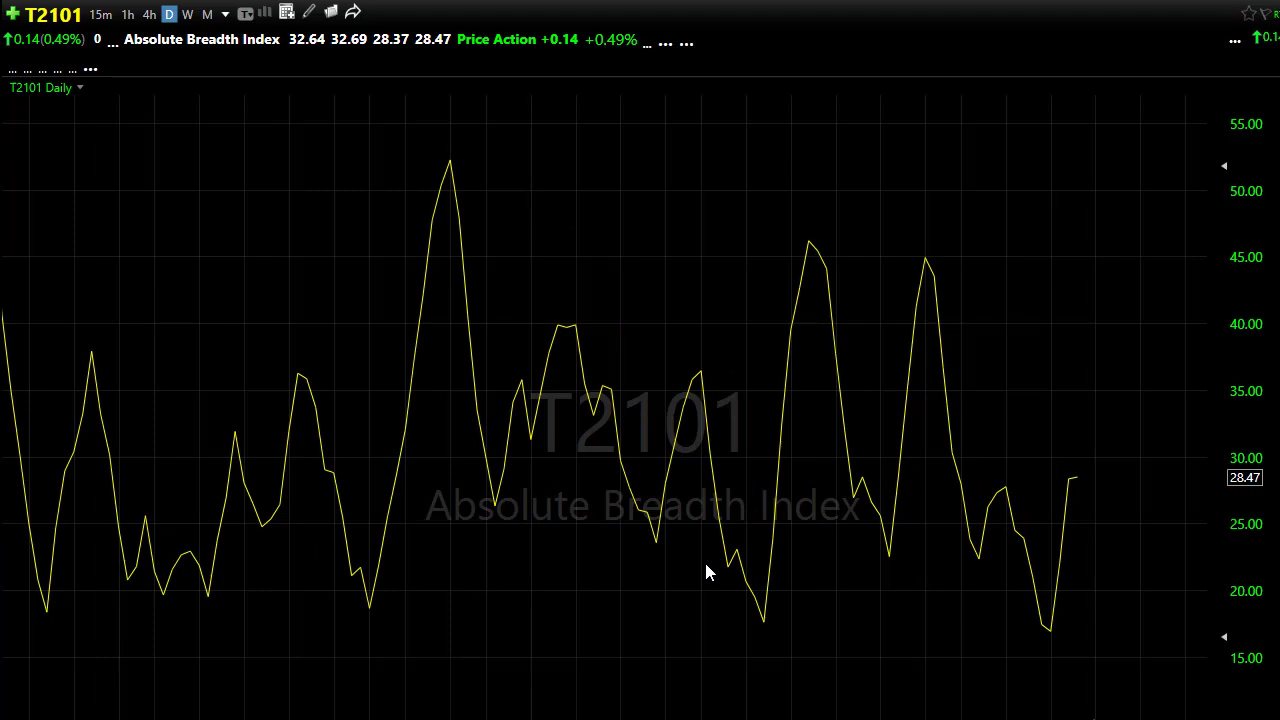 T2101 15m 1h 4h D W M
0.14(0.49%) 0 ... Absolute Breadth Index 32.64 32.69 28.37 28.47 Price Action +0.14 +0.49% ... ... ... ... 0.14
... ... ... ... ... ...
T2101 Daily
55.00
50.00
45.00
40.00
35.00
T2101
30.00
28.47
Absolute Breadth Index
25.00
20.00
15.00